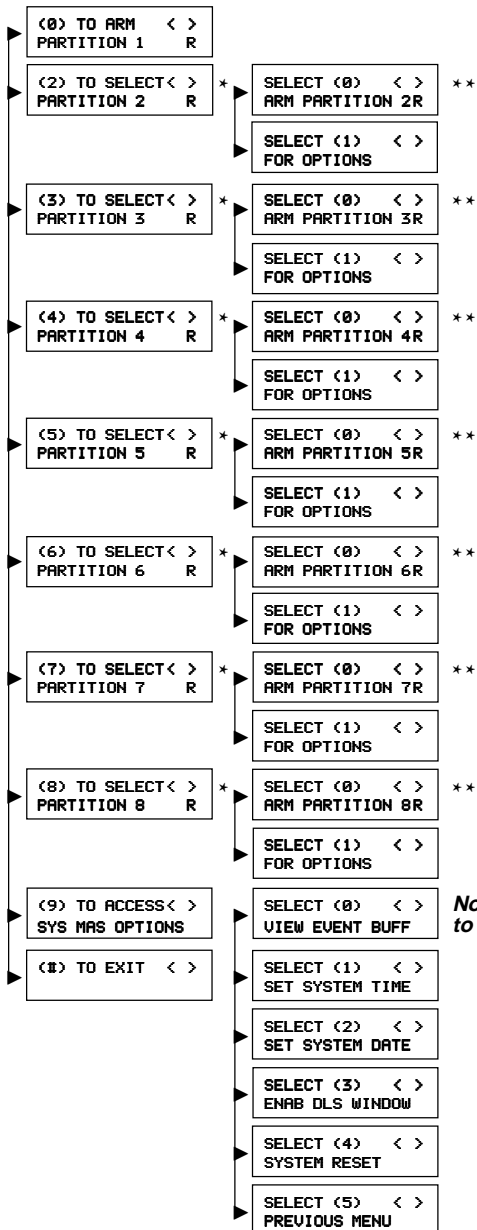 (0) TO ARM < >
PARTITION 1 R
(2) TO SELECT< > *
PARTITION 2 R
SELECT (0) < > **
ARM PARTITION 2R
SELECT (1) < >
FOR OPTIONS
(3) TO SELECT< > *
PARTITION 3 R
SELECT (0) < > **
ARM PARTITION 3R
SELECT (1) < >
FOR OPTIONS
(4) TO SELECT< > *
PARTITION 4 R
SELECT (0) < > **
ARM PARTITION 4R
SELECT (1) < >
FOR OPTIONS
(5) TO SELECT< > *
PARTITION 5 R
SELECT (0) < > **
ARM PARTITION 5R
SELECT (1) < >
FOR OPTIONS
(6) TO SELECT< > *
PARTITION 6 R
SELECT (0) < > **
ARM PARTITION 6R
SELECT (1) < >
FOR OPTIONS
(7) TO SELECT< > *
PARTITION 7 R
SELECT (0) < > **
ARM PARTITION 7R
SELECT (1) < >
FOR OPTIONS
(8) TO SELECT< > *
PARTITION 8 R
SELECT (0) < > **
ARM PARTITION 8R
SELECT (1) < >
FOR OPTIONS
(9) TO ACCESS< >
SYS MAS OPTIONS
(#) TO EXIT < >
SELECT (0) < >
VIEW EVENT BUFF
to
SELECT (1) < >
SET SYSTEM TIME
SELECT (2) < >
SET SYSTEM DATE
SELECT (3) < >
ENAB DLS WINDOW
SELECT (4) < >
SYSTEM RESET
SELECT (5) < >
PREVIOUS MENU